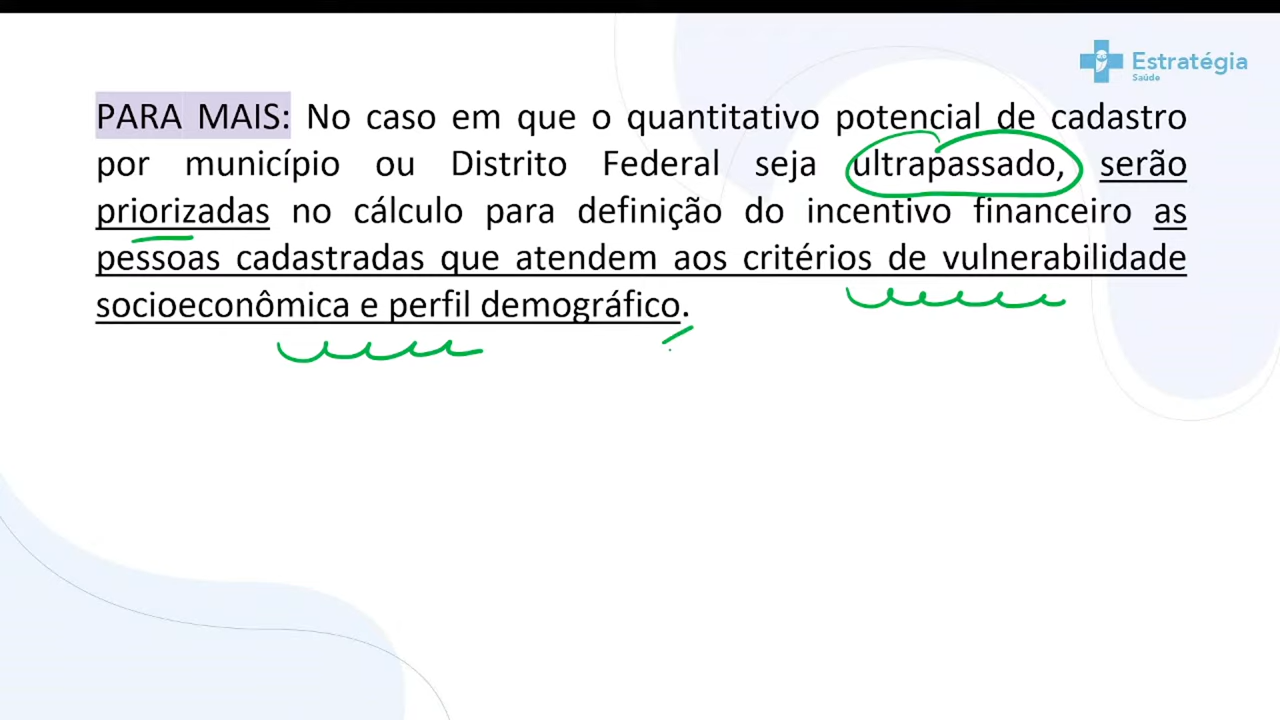 Estratégia
Saúde
PARA MAIS: No caso em que o quantitativo potencial de cadastro
por município ou Distrito Federal seja ultrapassado, serão
priorizadas no cálculo para definição do incentivo financeiro as
pessoas cadastradas que atendem aos critérios de vulnerabilidade
socioeconômica e perfil demográfico.